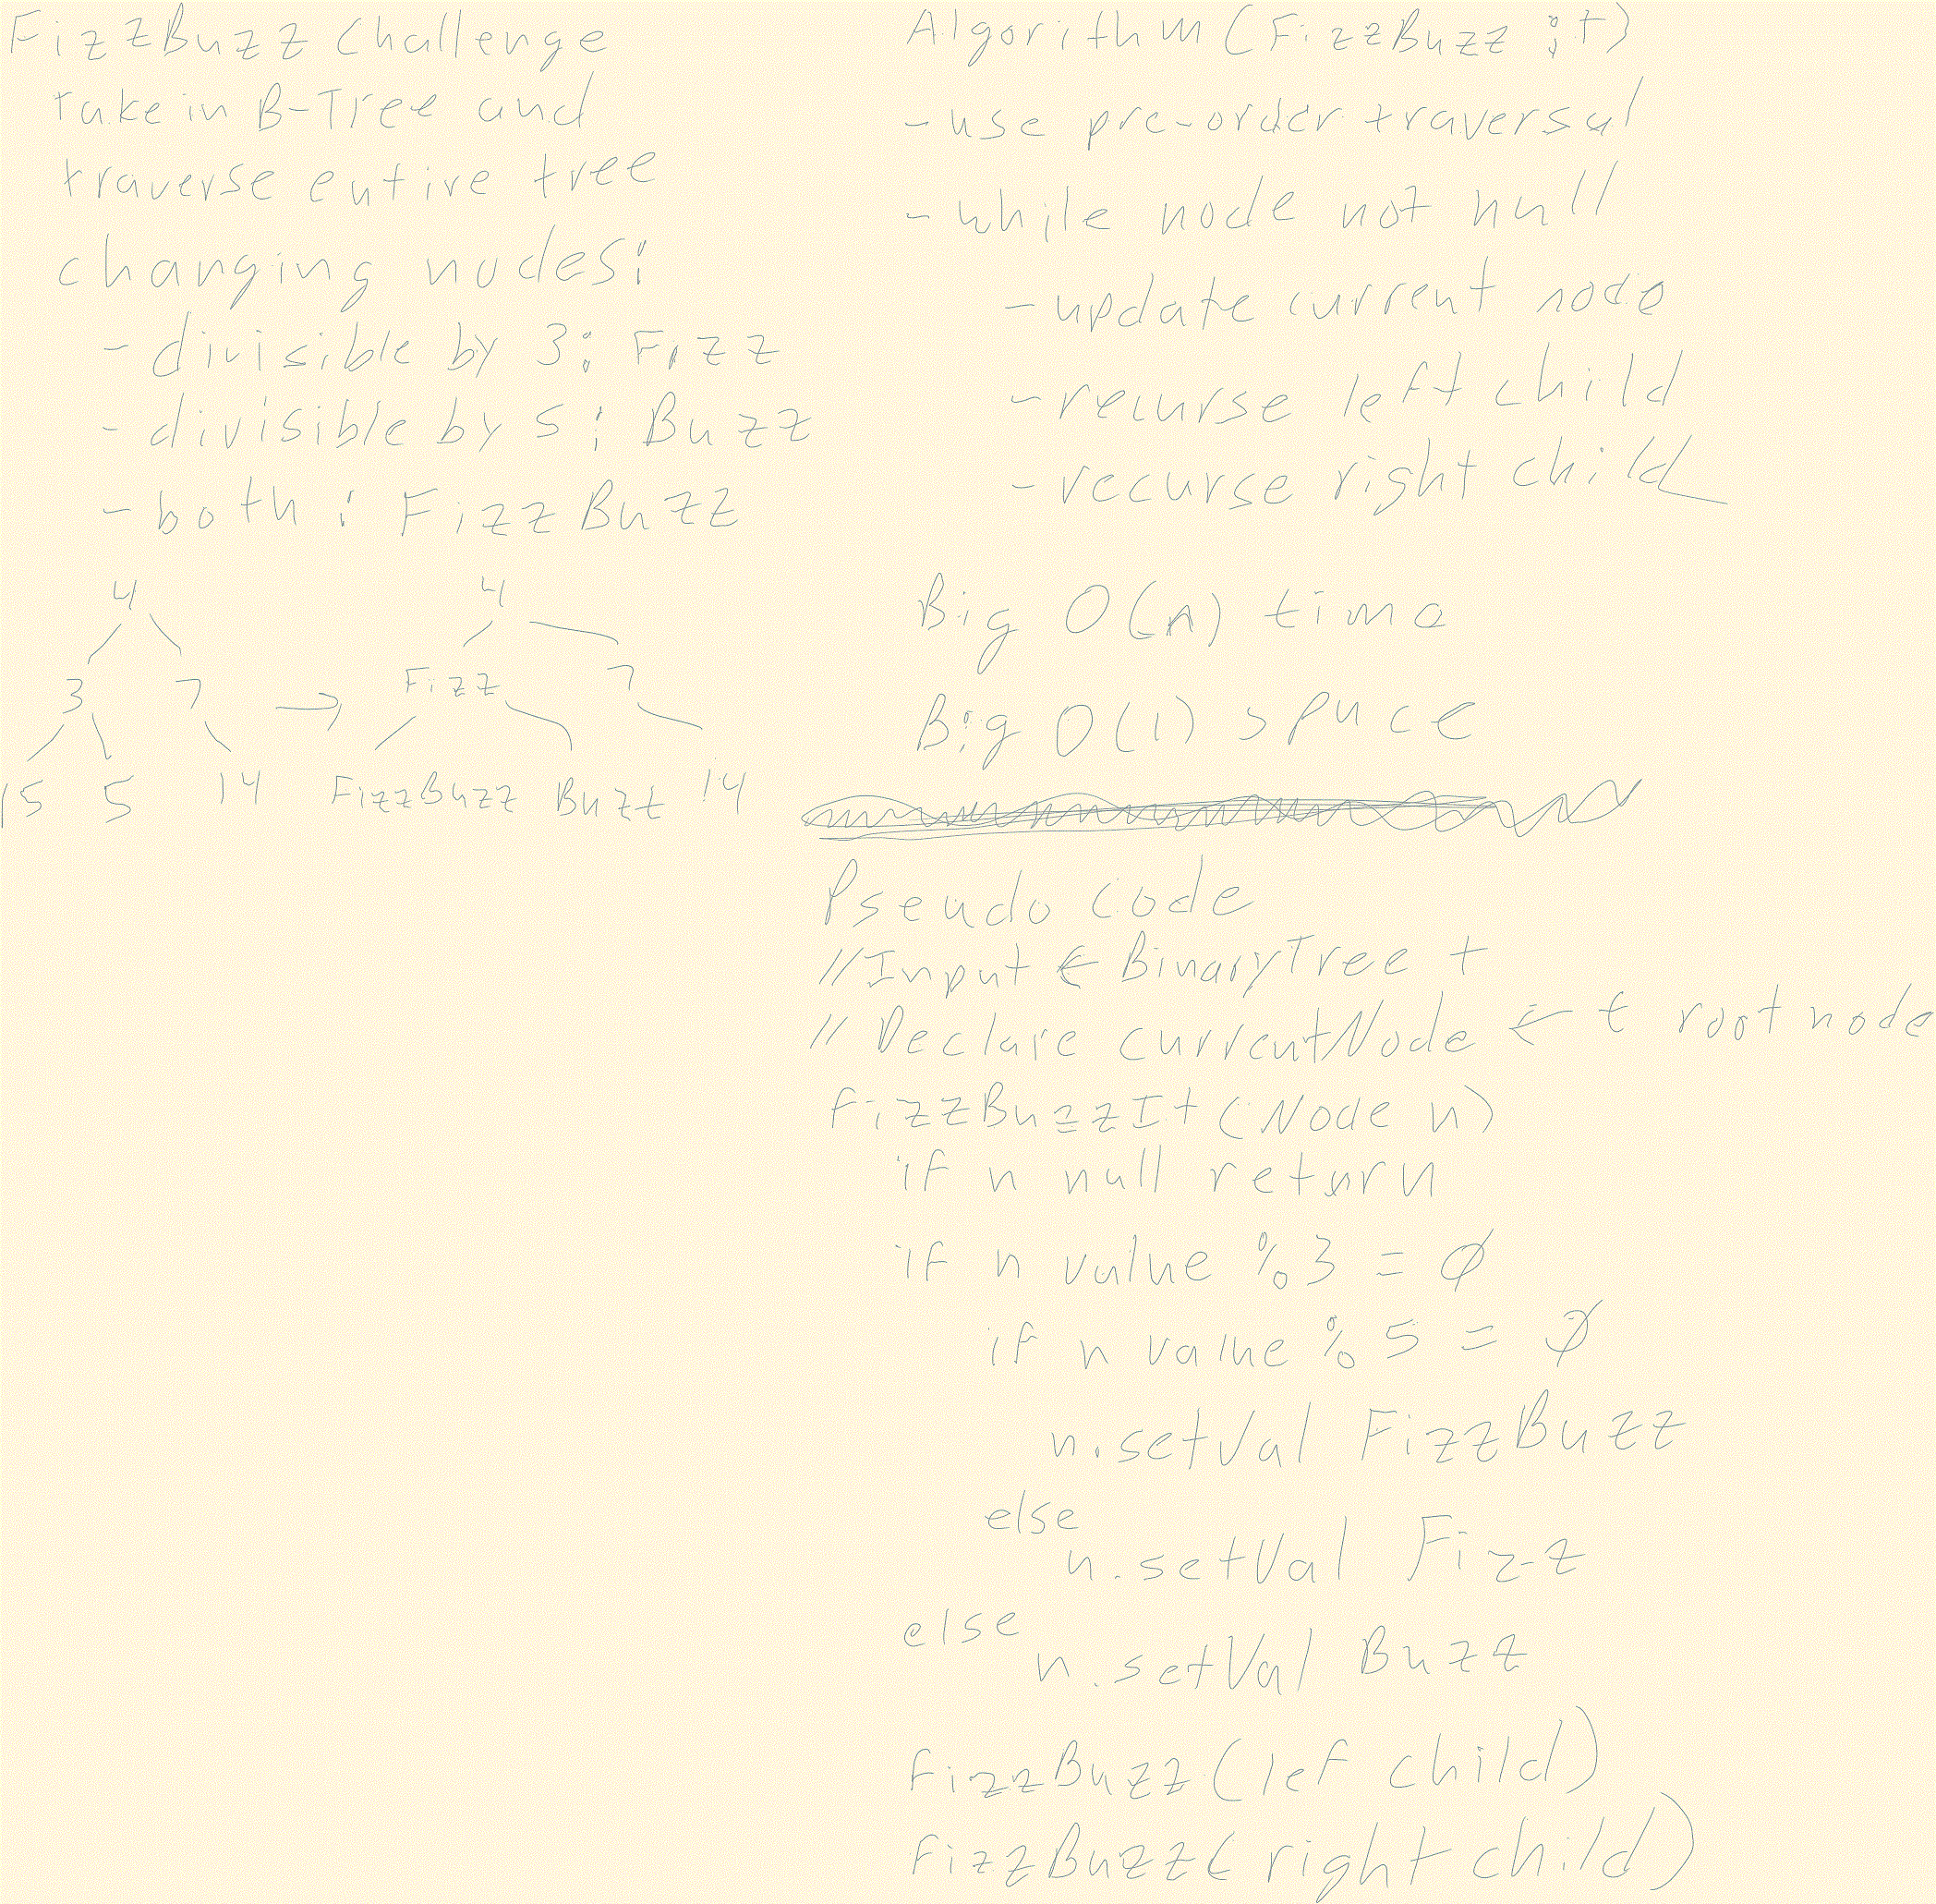 FizzBuzz Challenge
take in B-Tree and
traverse entire tree
changing nodes:
- divisible by 3: Fizz
- divisible by 5: Buzz
- both: FizzBuzz
4
3 7
15 5 14
→
4
Fizz 7
FizzBuzz Buzz 14
Algorithm (FizzBuzz it)
- use pre-order traversal
- while node not null
- update current node
- recurse left child
- recurse right child
Big O(n) time
Big O(1) space
Pseudo code
//Input ← BinaryTree t
// Declare currentNode ← t root node
FizzBuzzIt (Node n)
if n null return
if n value %3 = 0
if n value %5 = 0
n.setVal FizzBuzz
else
n.setVal Fizz
else
n.setVal Buzz
FizzBuzz(lef child)
FizzBuzz(right child)